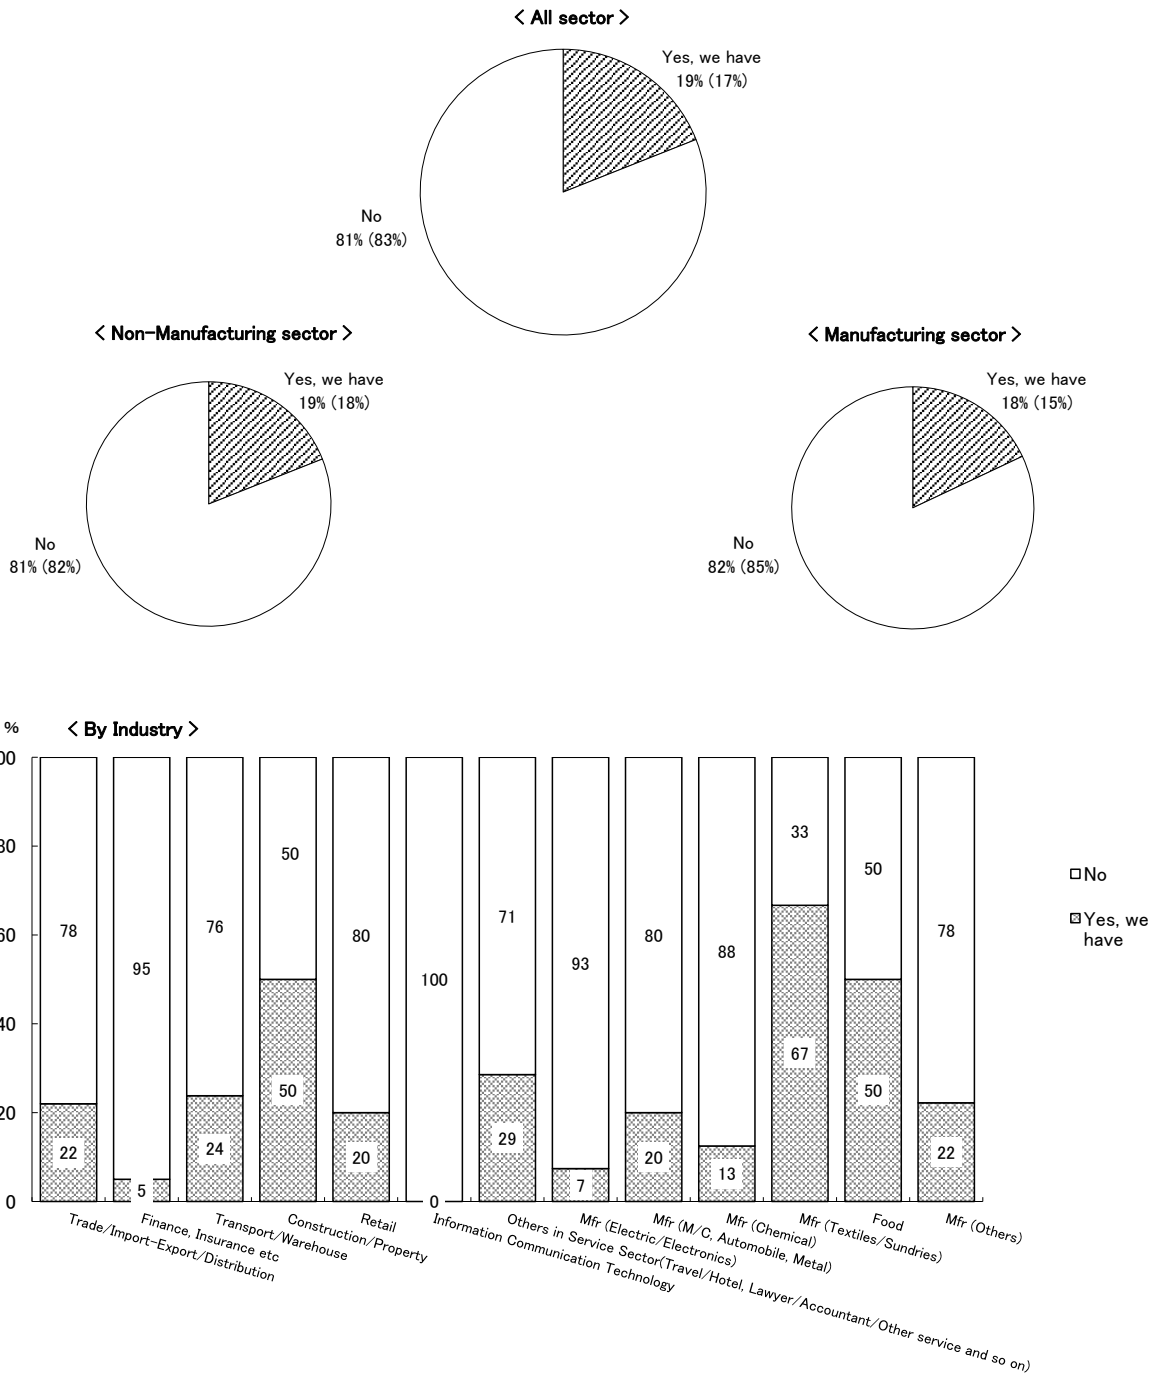 < All sector >
Yes, we have
19% (17%)
No
81% (83%)
< Non-Manufacturing sector >
Yes, we have
19% (18%)
No
81% (82%)
< Manufacturing sector >
Yes, we have
18% (15%)
No
82% (85%)
%
< By Industry >
00
80
60
40
20
0
78
95
76
50
80
100
71
93
80
88
33
50
78
22
5
24
50
20
0
29
7
20
13
67
50
22
No
Yes, we
have
Trade/Import-Export/Distribution
Finance, Insurance etc
Transport/Warehouse
Construction/Property
Retail
Information Communication Technology
Others in Service Sector(Travel/Hotel, Lawyer/Accountant/Other service and so on)
Mfr (Electric/Electronics)
Mfr (M/C, Automobile, Metal)
Mfr (Chemical)
Mfr (Textiles/Sundries)
Food
Mfr (Others)